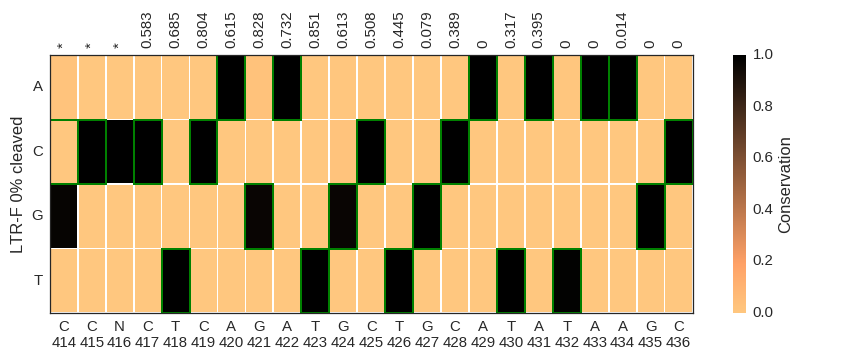 * * * 0.583 0.685 0.804 0.615 0.828 0.732 0.851 0.613 0.508 0.445 0.079 0.389 0 0.317 0.395 0 0 0.014 0 0
LTR-F 0% cleaved
A
C
G
T
C C N C T C A G A T G C T G C A T A T A A G C
414 415 416 417 418 419 420 421 422 423 424 425 426 427 428 429 430 431 432 433 434 435 436
1.0
0.8
0.6
0.4
0.2
0.0
Conservation